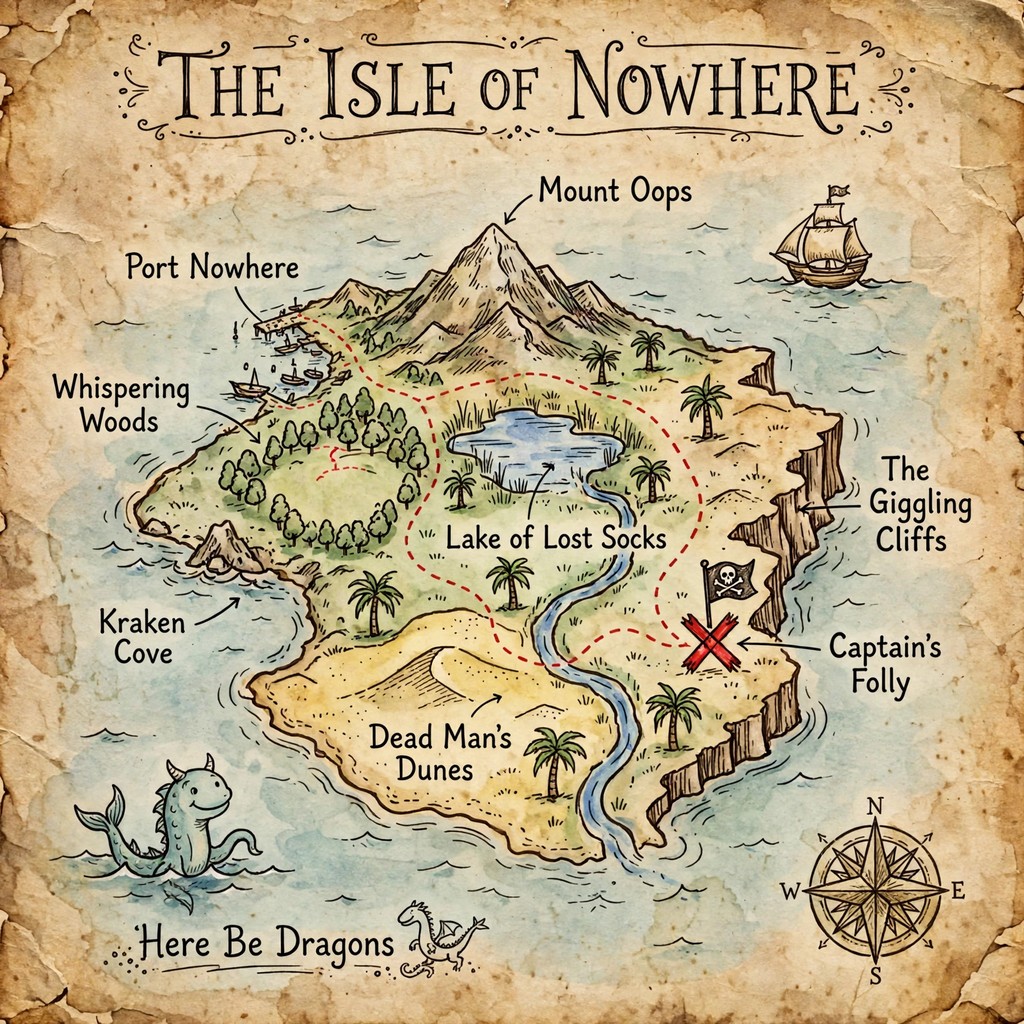 The Isle of Nowhere
Mount Oops
Port Nowhere
Whispering
Woods
The
Giggling
Cliffs
Lake of Lost Socks
Kraken
Cove
Captain's
Folly
Dead Man's
Dunes
N
W
E
S
Here Be Dragons